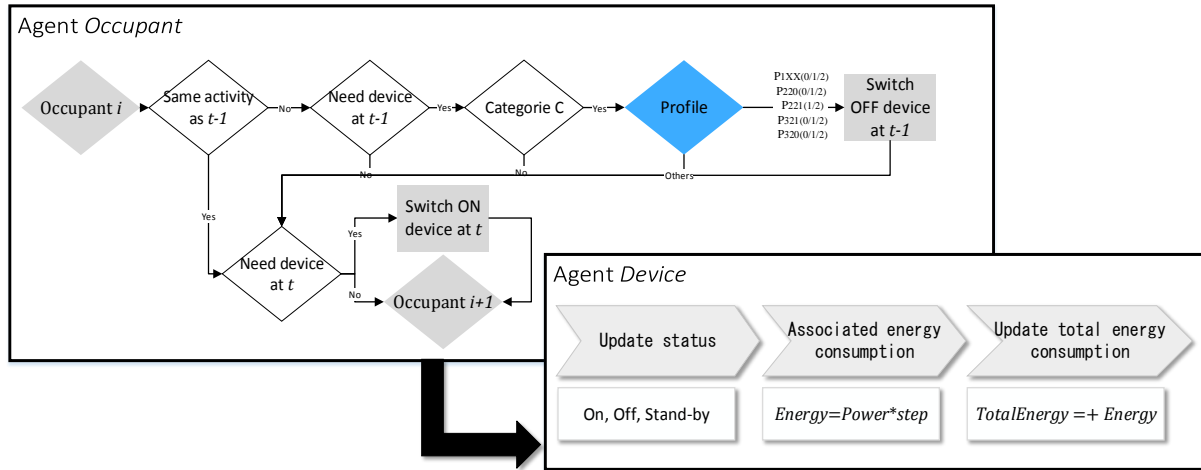 Agent Occupant
Occupant i
Same activity
as t-1
No
Need device
at t-1
Yes
Categorie C
Yes
Profile
P1XX(0/1/2)
P220(0/1/2)
P221(1/2)
P321(0/1/2)
P320(0/1/2)
Switch
OFF device
at t-1
No
No
Others
Yes
Need device
at t
Yes
No
Switch ON
device at t
Occupant i+1
Agent Device
Update status
Associated energy
consumption
Update total energy
consumption
On, Off, Stand-by
Energy=Power*step
TotalEnergy =+ Energy